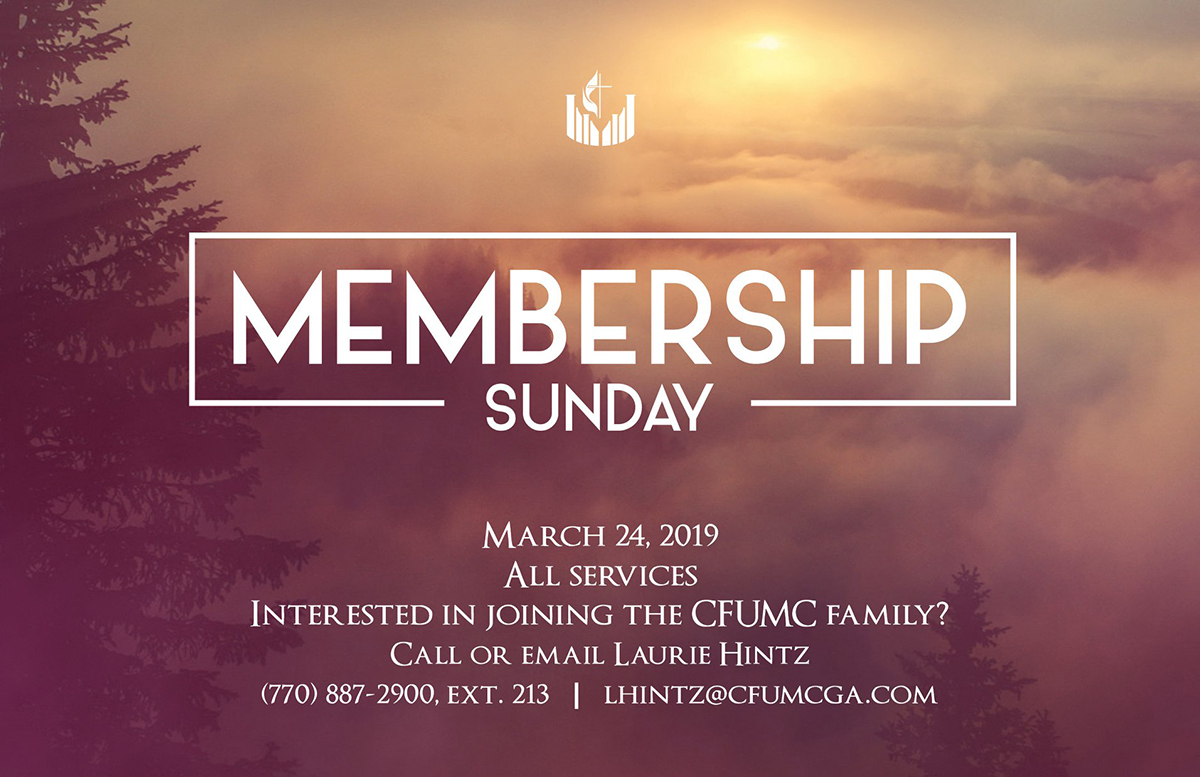 MEMBERSHIP
SUNDAY
March 24, 2019
All services
Interested in joining the CFUMC family?
Call or email Laurie Hintz
(770) 887-2900, ext. 213 | lhintz@cfumcga.com